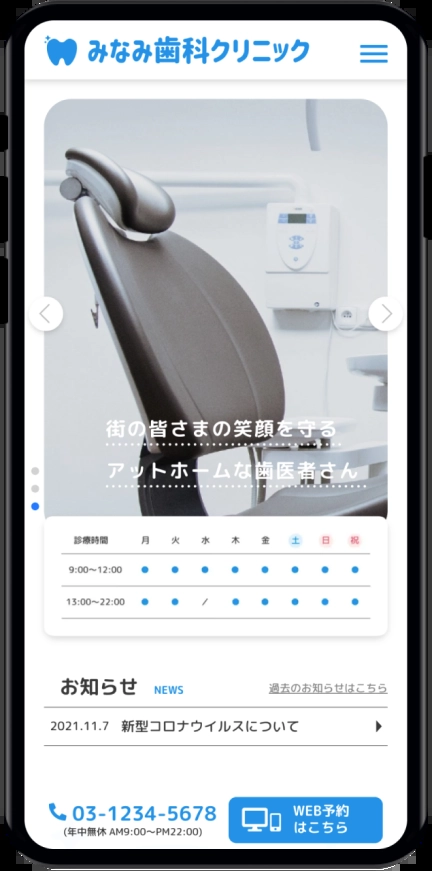 みなみ歯科クリニック
街の皆さまの笑顔を守る
アットホームな歯医者さん
診療時間 月 火 水 木 金 土 日 祝
9:00〜12:00 ● ● ● ● ● ● ● ●
13:00〜22:00 ● ● / ● ● ● ● ●
お知らせ NEWS 過去のお知らせはこちら
2021.11.7 新型コロナウイルスについて
03-1234-5678
(年中無休 AM9:00〜PM22:00)
WEB予約
はこちら